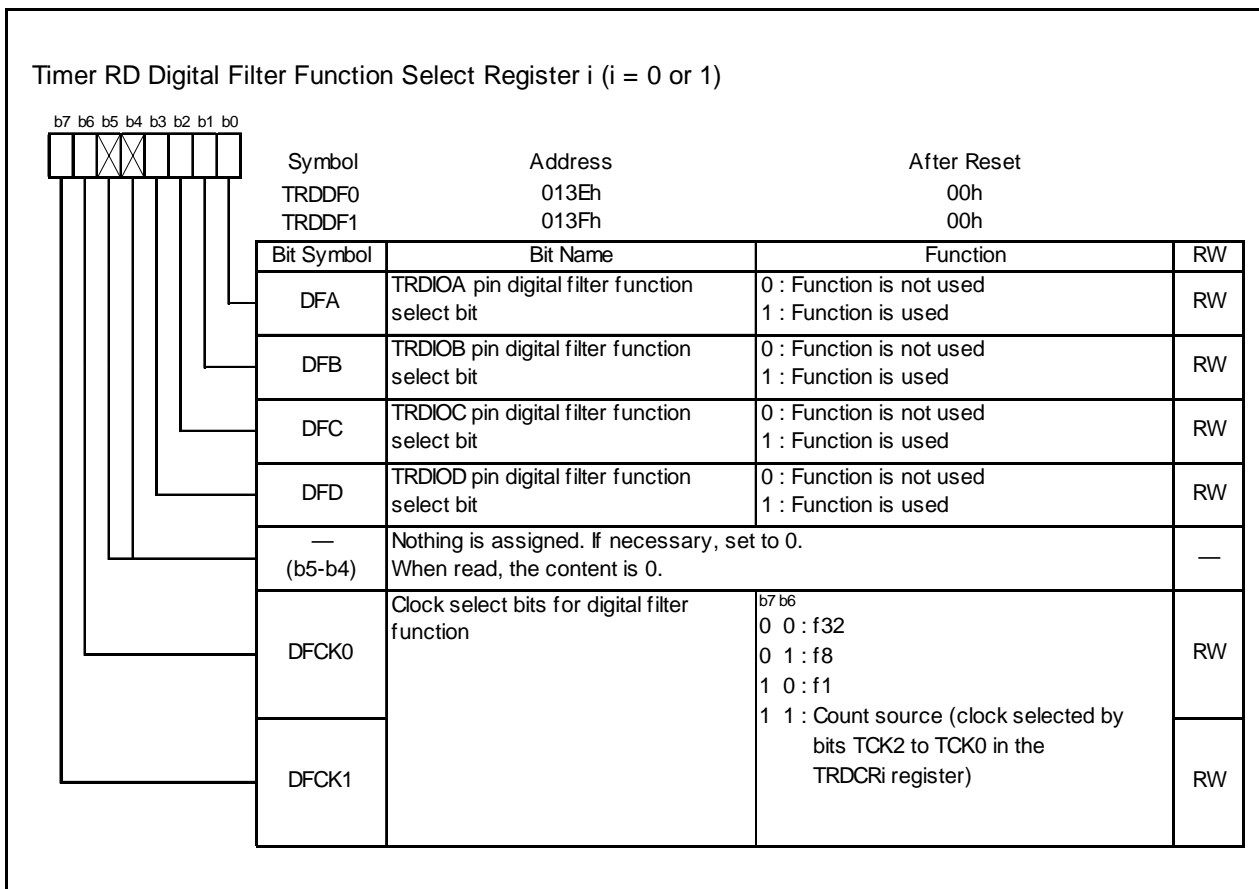 Timer RD Digital Filter Function Select Register i (i = 0 or 1)
b7 b6 b5 b4 b3 b2 b1 b0
Symbol Address After Reset
TRDDF0 013Eh 00h
TRDDF1 013Fh 00h
Bit Symbol Bit Name Function RW
DFA TRDIOA pin digital filter function select bit 0 : Function is not used RW
1 : Function is used
DFB TRDIOB pin digital filter function select bit 0 : Function is not used RW
1 : Function is used
DFC TRDIOC pin digital filter function select bit 0 : Function is not used RW
1 : Function is used
DFD TRDIOD pin digital filter function select bit 0 : Function is not used RW
1 : Function is used
— Nothing is assigned. If necessary, set to 0. —
(b5-b4) When read, the content is 0.
DFCK0 Clock select bits for digital filter function b7 b6 RW
0 0 : f32
0 1 : f8
1 0 : f1
1 1 : Count source (clock selected by
bits TCK2 to TCK0 in the
TRDCRi register)
DFCK1 RW